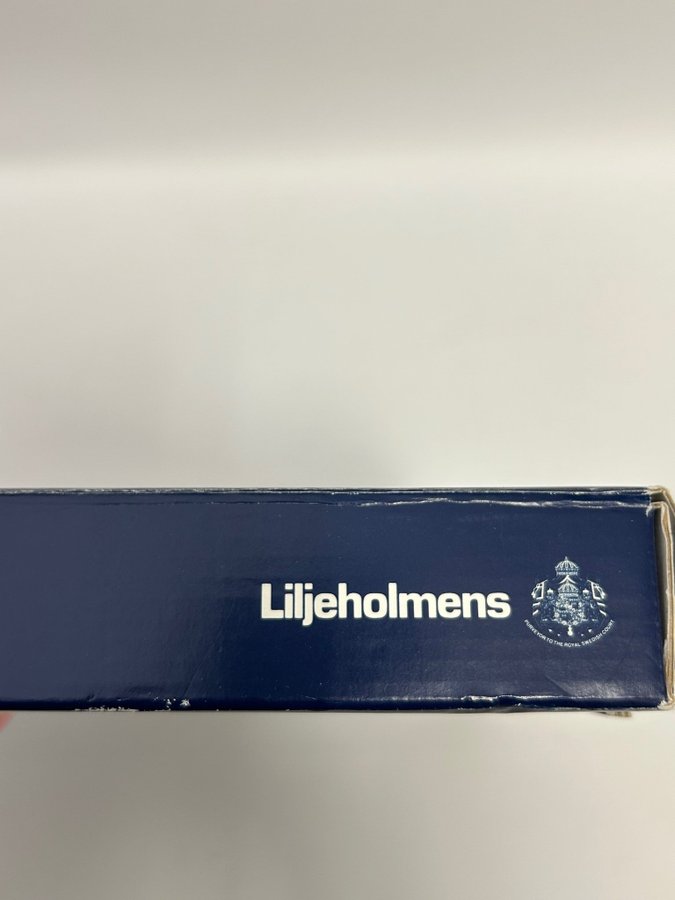 Liljeholmens
PURVEYOR TO THE ROYAL SWEDISH COURT